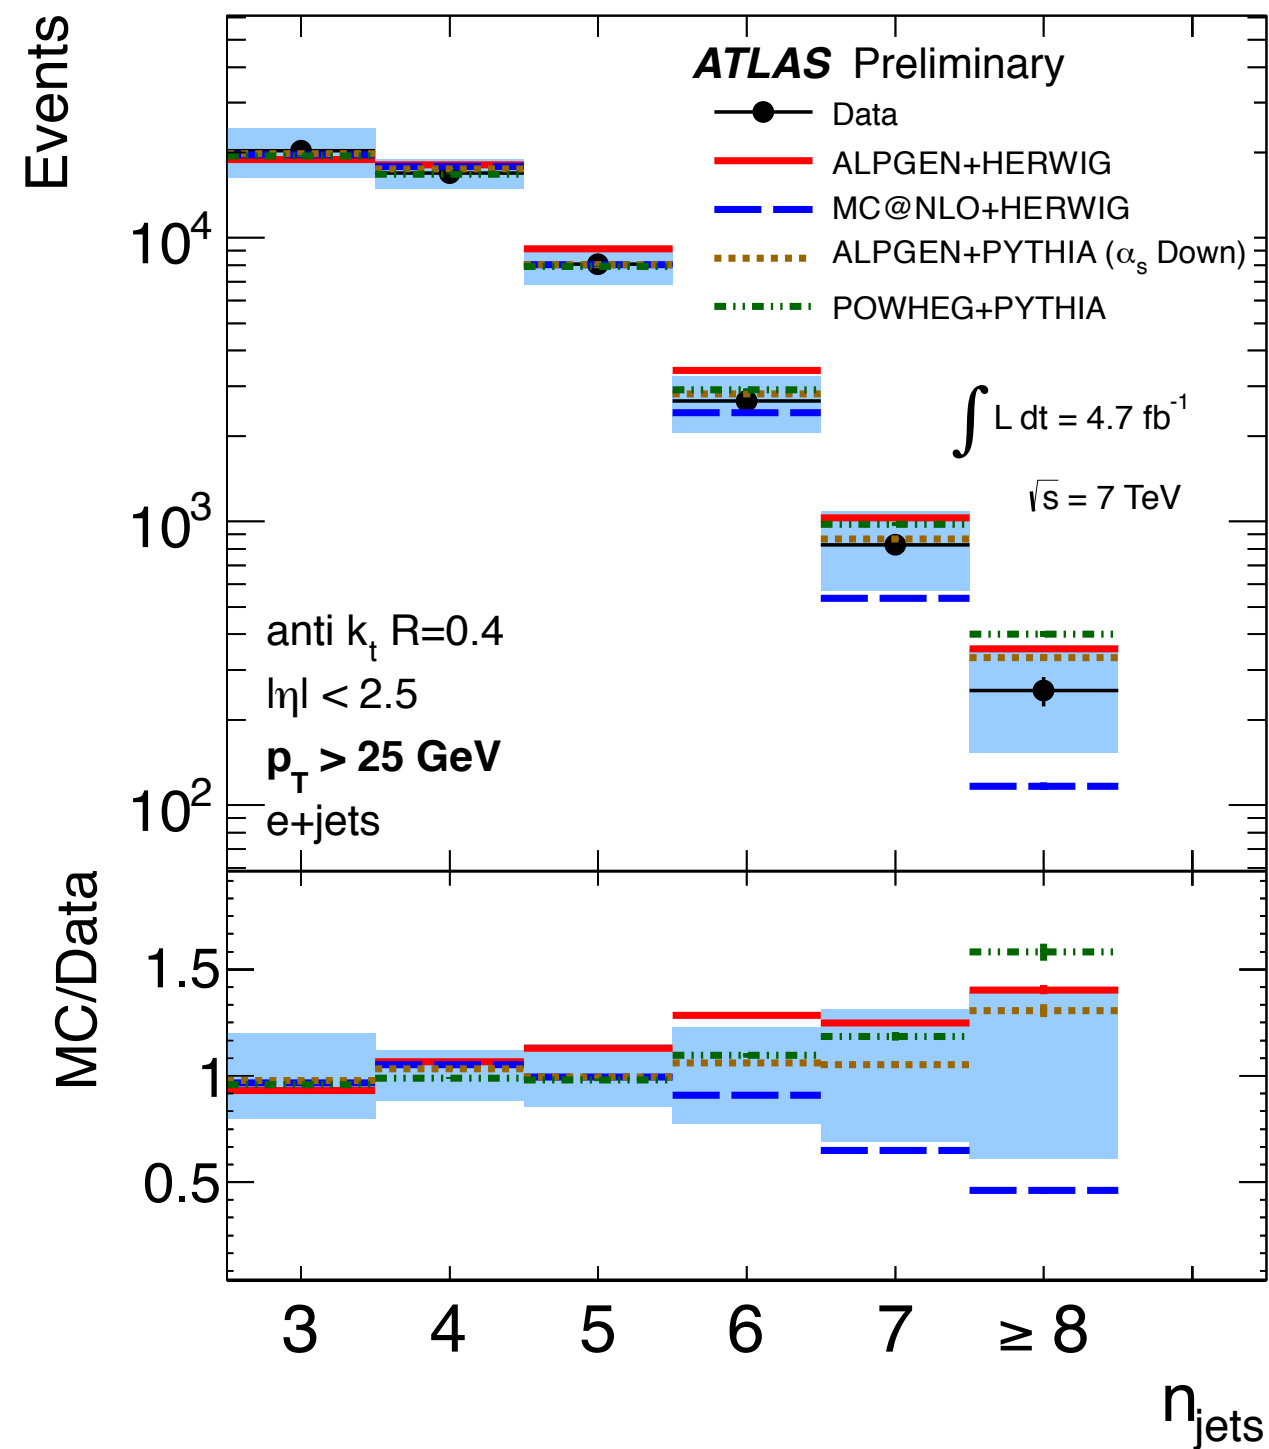 Events
ATLAS Preliminary
Data
ALPGEN+HERWIG
MC@NLO+HERWIG
ALPGEN+PYTHIA (αs Down)
POWHEG+PYTHIA
∫ L dt = 4.7 fb⁻¹
√s = 7 TeV
10⁴
10³
10²
anti kt R=0.4
|η| < 2.5
pT > 25 GeV
e+jets
MC/Data
1.5
1
0.5
3 4 5 6 7 ≥ 8
njets